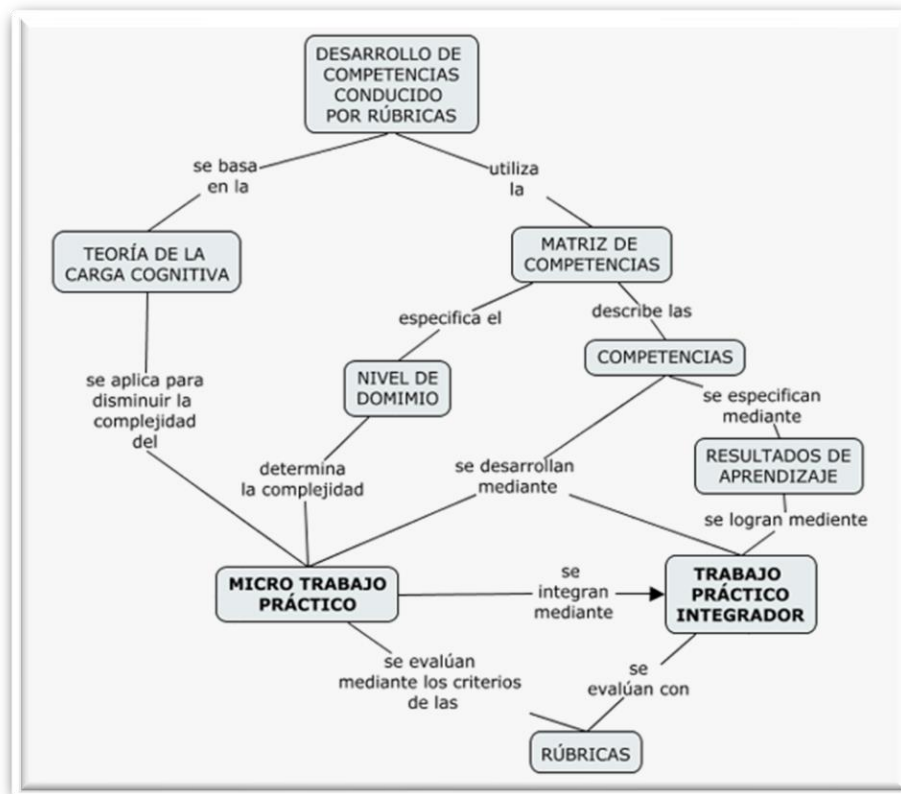 DESARROLLO DE
COMPETENCIAS
CONDUCIDO
POR RÚBRICAS
se basa
en la
utiliza
la
TEORÍA DE LA
CARGA COGNITIVA
MATRIZ DE
COMPETENCIAS
especifica el
describe las
NIVEL DE
DOMIMIO
COMPETENCIAS
se aplica para
disminuir la
complejidad
del
se especifican
mediante
determina
la complejidad
se desarrollan
mediante
RESULTADOS DE
APRENDIZAJE
se logran mediente
MICRO TRABAJO
PRÁCTICO
se
integran
mediante
TRABAJO
PRÁCTICO
INTEGRADOR
se evalúan
mediante los criterios
de las
se
evalúan con
RÚBRICAS